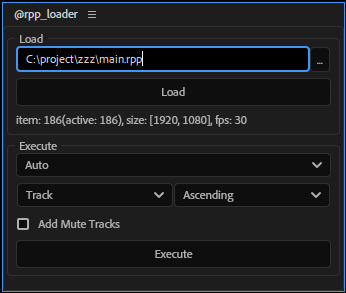 @rpp_loader
Load
C:\project\zzz\main.rpp
...
Load
item: 186(active: 186), size: [1920, 1080], fps: 30
Execute
Auto
Track Ascending
Add Mute Tracks
Execute